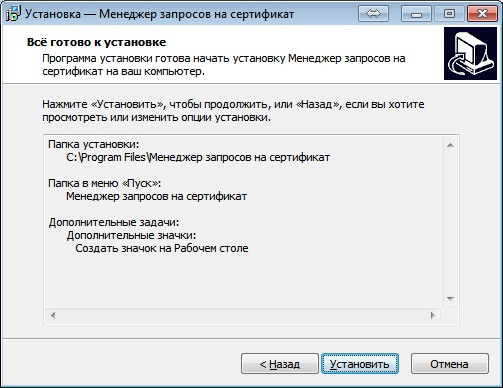 Установка — Менеджер запросов на сертификат
Всё готово к установке
Программа установки готова начать установку Менеджер запросов на
сертификат на ваш компьютер.
Нажмите «Установить», чтобы продолжить, или «Назад», если вы хотите
просмотреть или изменить опции установки.
Папка установки:
C:\Program Files\Менеджер запросов на сертификат
Папка в меню «Пуск»:
Менеджер запросов на сертификат
Дополнительные задачи:
Дополнительные значки:
Создать значок на Рабочем столе
< Назад
Установить
Отмена